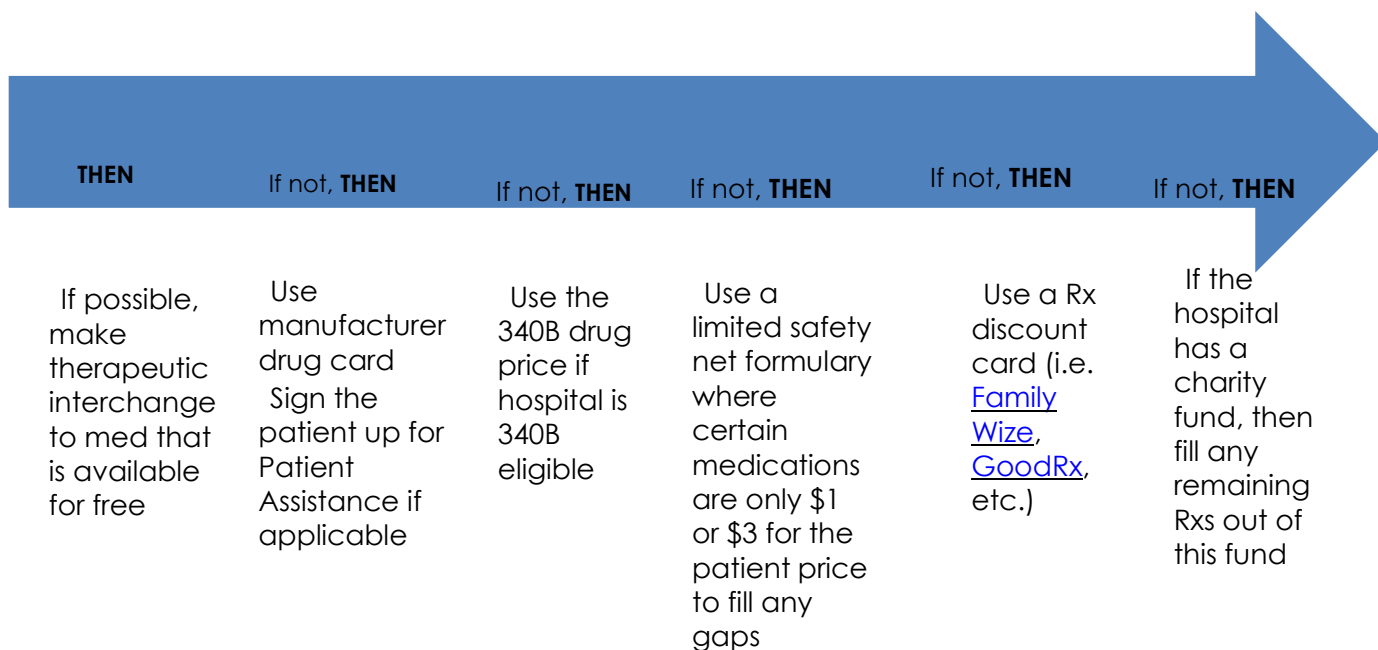 THEN
If possible,
make
therapeutic
interchange
to med that
is available
for free
If not, THEN
Use
manufacturer
drug card
Sign the
patient up for
Patient
Assistance if
applicable
If not, THEN
Use the
340B drug
price if
hospital is
340B
eligible
If not, THEN
Use a
limited safety
net formulary
where
certain
medications
are only $1
or $3 for the
patient price
to fill any
gaps
If not, THEN
Use a Rx
discount
card (i.e.
Family
Wize,
GoodRx,
etc.)
If not, THEN
If the
hospital
has a
charity
fund, then
fill any
remaining
Rxs out of
this fund